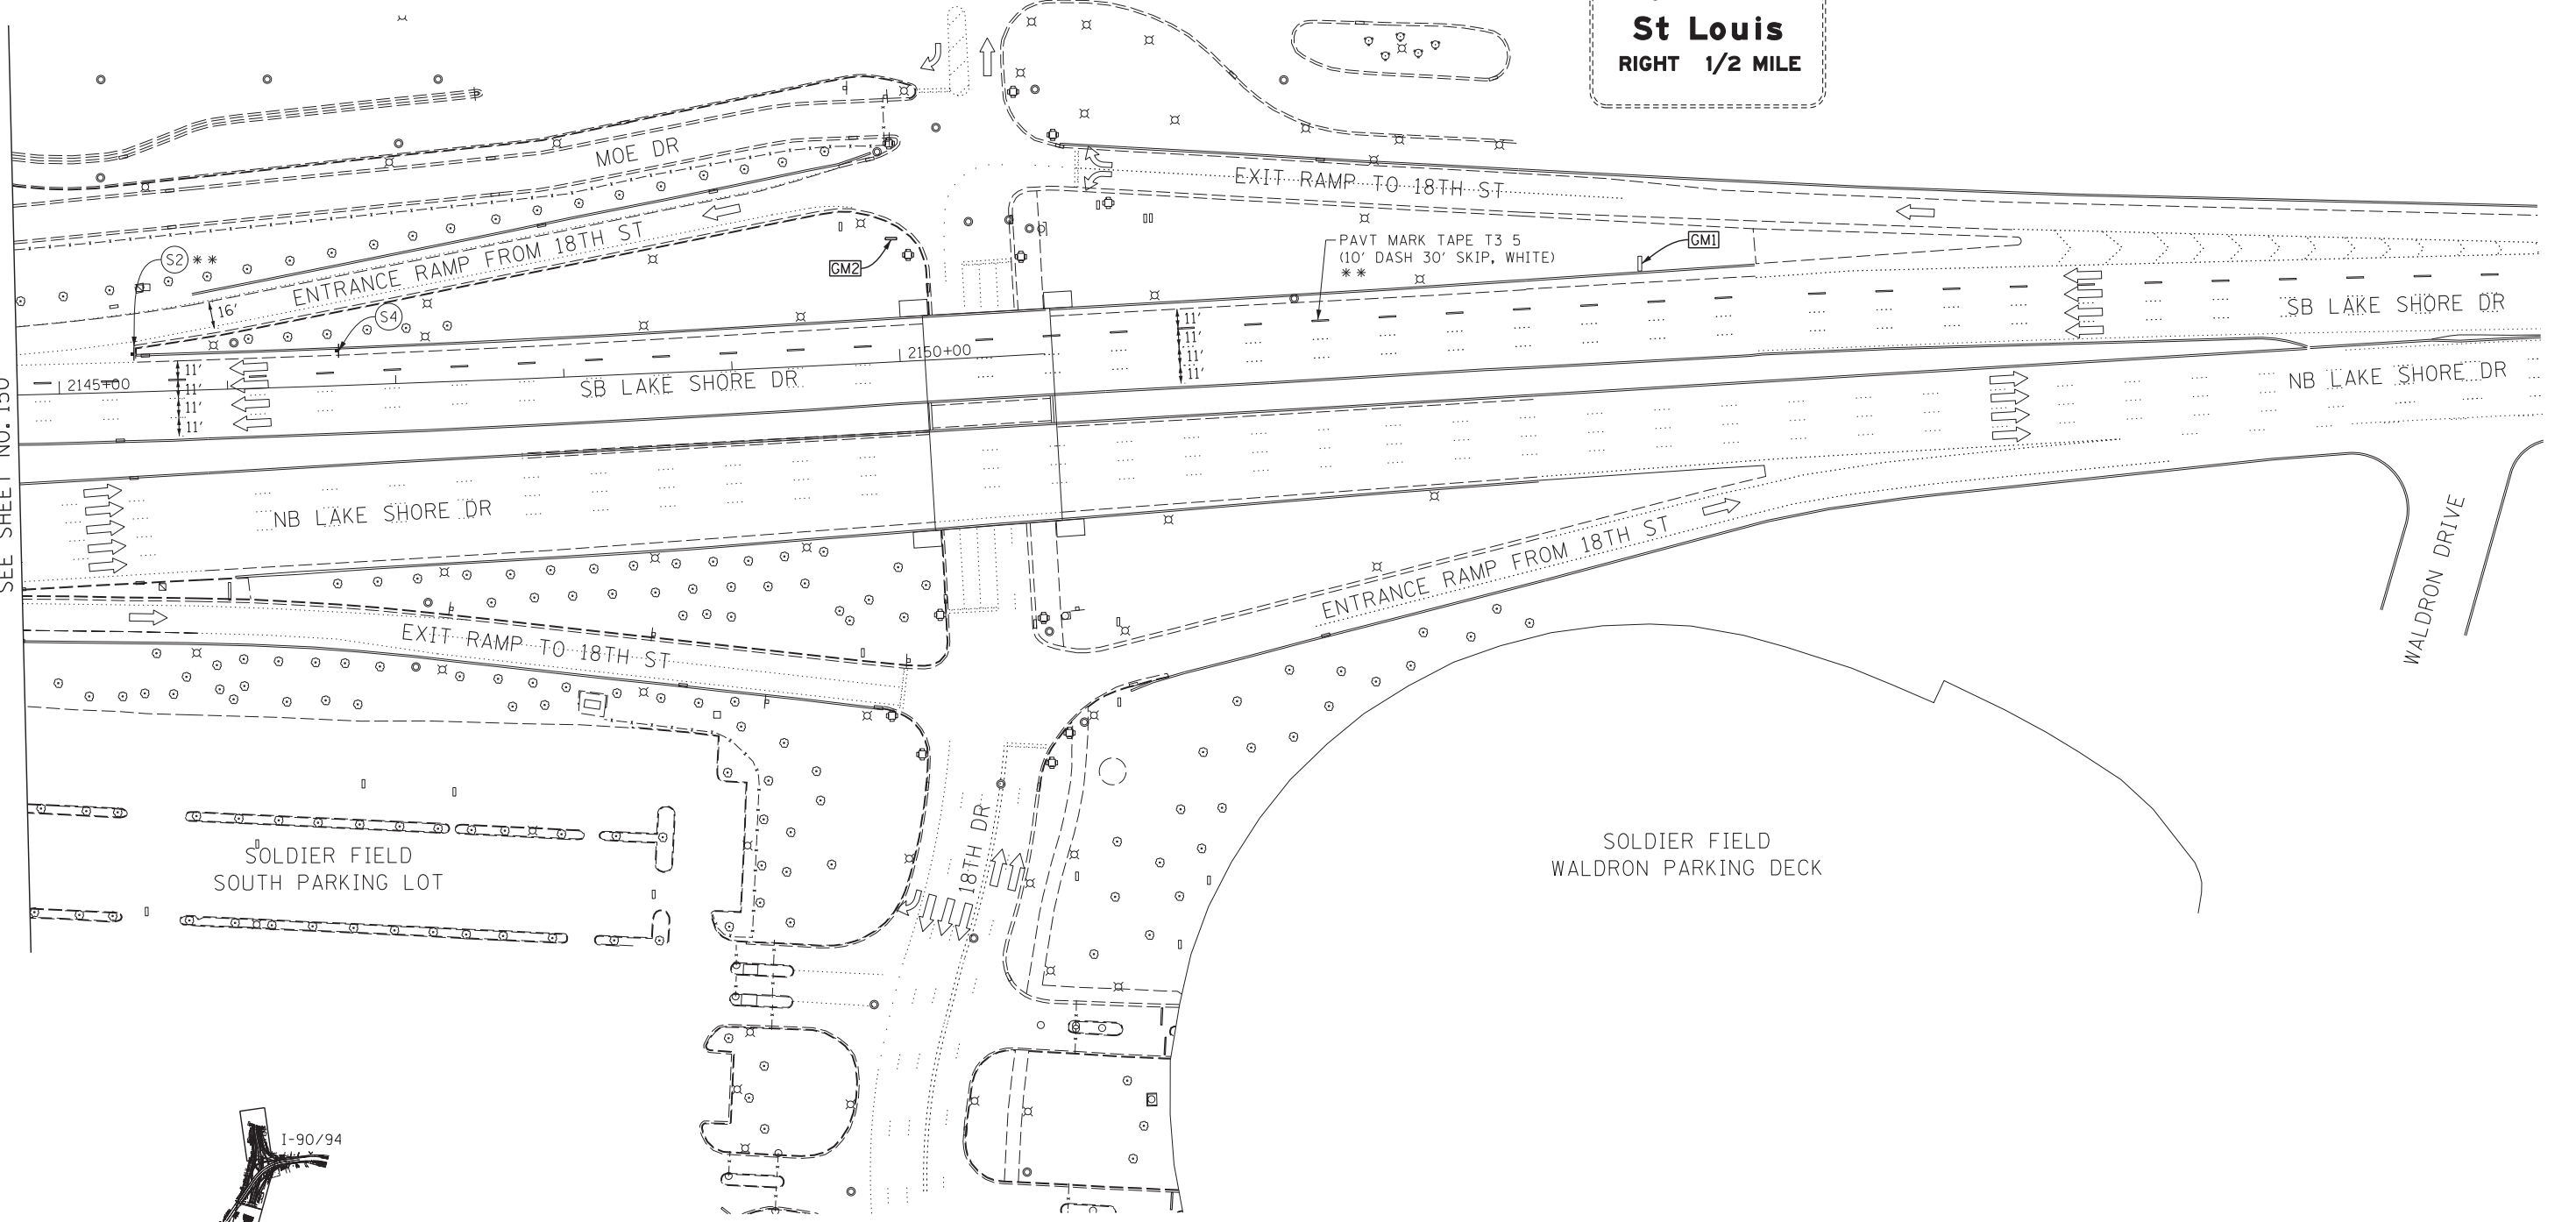 St Louis
RIGHT 1/2 MILE
MOE DR
EXIT RAMP TO 18TH ST
ENTRANCE RAMP FROM 18TH ST
S2 **
GM2
PAVT MARK TAPE T3 5
(10' DASH 30' SKIP, WHITE)
**
GM1
16'
S4
SB LAKE SHORE DR
11'
11'
11'
11'
2150+00
2145+00
11'
11'
11'
11'
SB LAKE SHORE DR
NB LAKE SHORE DR
SEE SHEET NO. 150
NB LAKE SHORE DR
ENTRANCE RAMP FROM 18TH ST
WALDRON DRIVE
EXIT RAMP TO 18TH ST
18TH DR
SOLDIER FIELD
SOUTH PARKING LOT
SOLDIER FIELD
WALDRON PARKING DECK
I-90/94